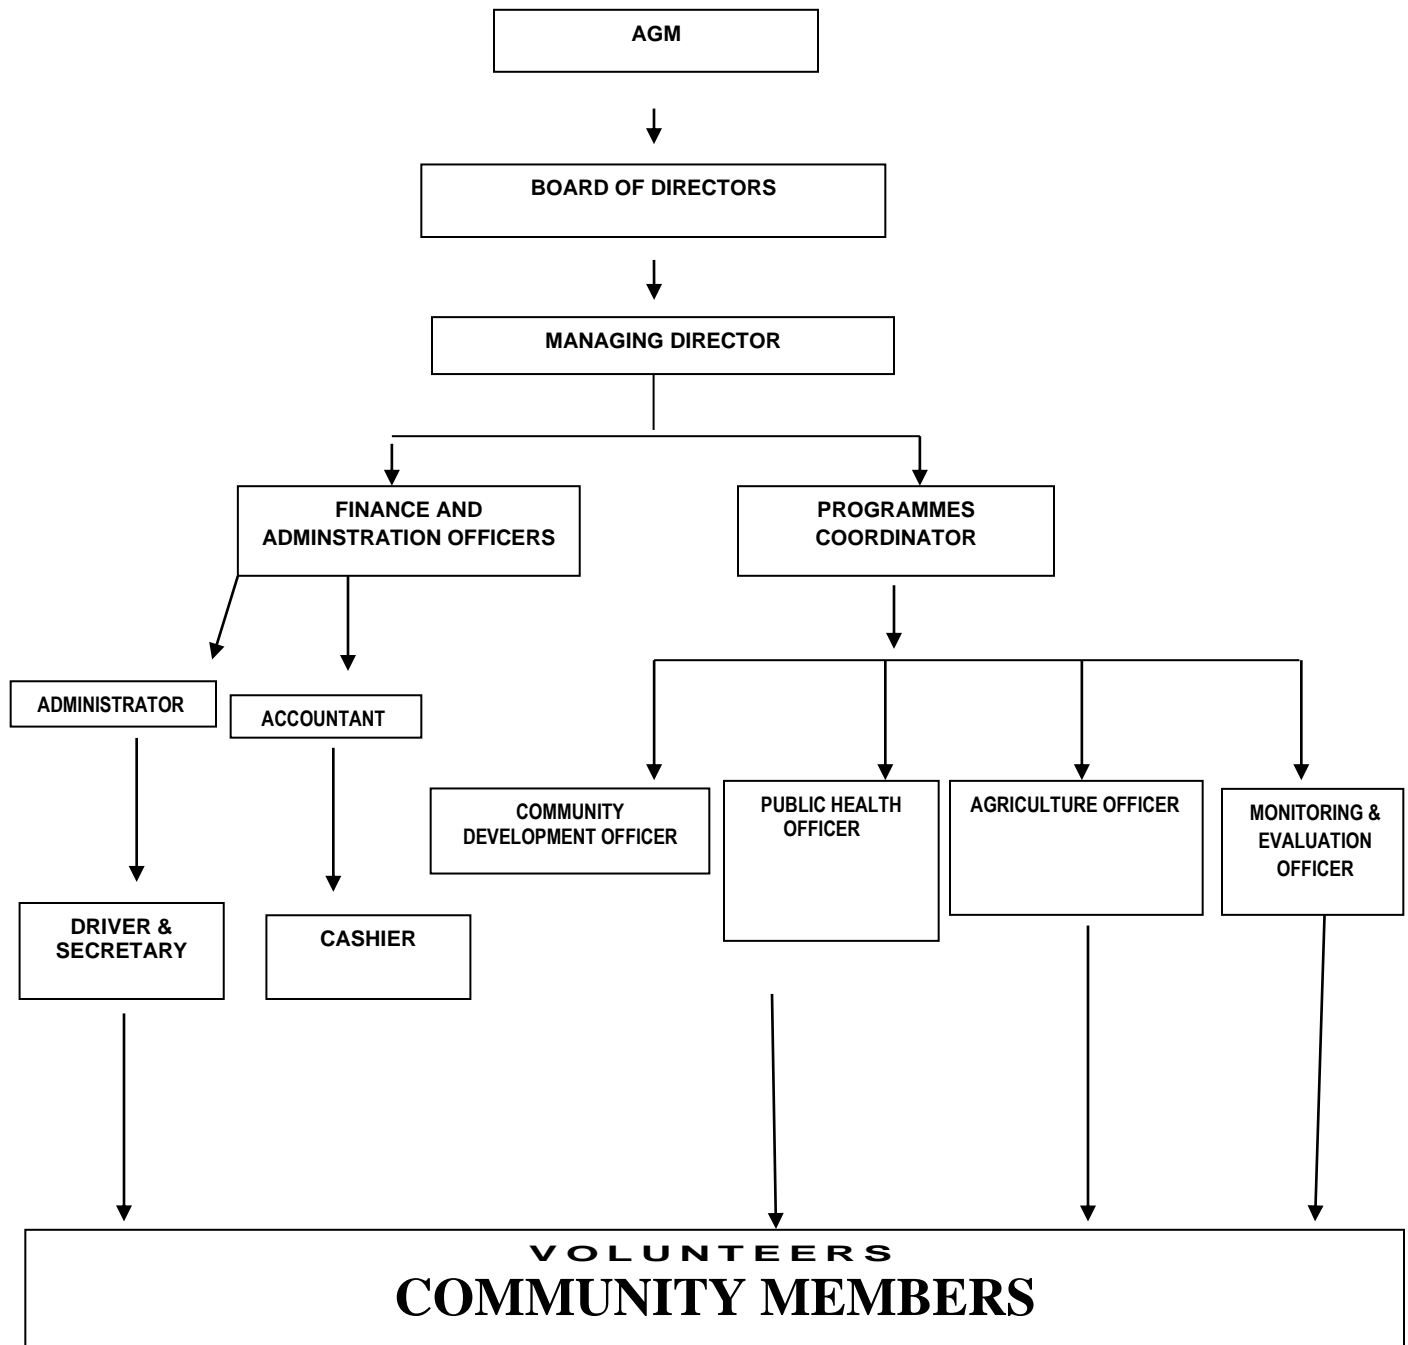 AGM
BOARD OF DIRECTORS
MANAGING DIRECTOR
FINANCE AND
ADMINSTRATION OFFICERS
PROGRAMMES
COORDINATOR
ADMINISTRATOR
ACCOUNTANT
COMMUNITY
DEVELOPMENT OFFICER
PUBLIC HEALTH
OFFICER
AGRICULTURE OFFICER
MONITORING &
EVALUATION
OFFICER
DRIVER &
SECRETARY
CASHIER
VOLUNTEERS
COMMUNITY MEMBERS